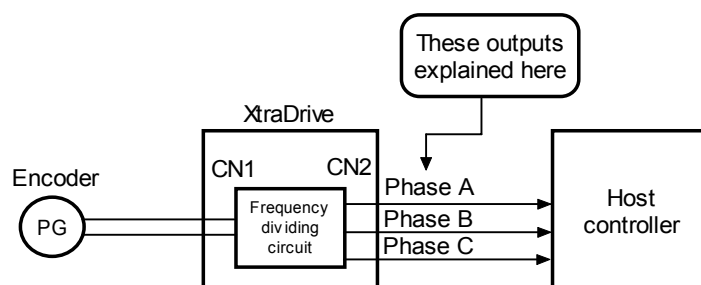 These outputs
explained here
XtraDrive
CN1
CN2
Encoder
PG
Frequency
dividing
circuit
Phase A
Phase B
Phase C
Host
controller